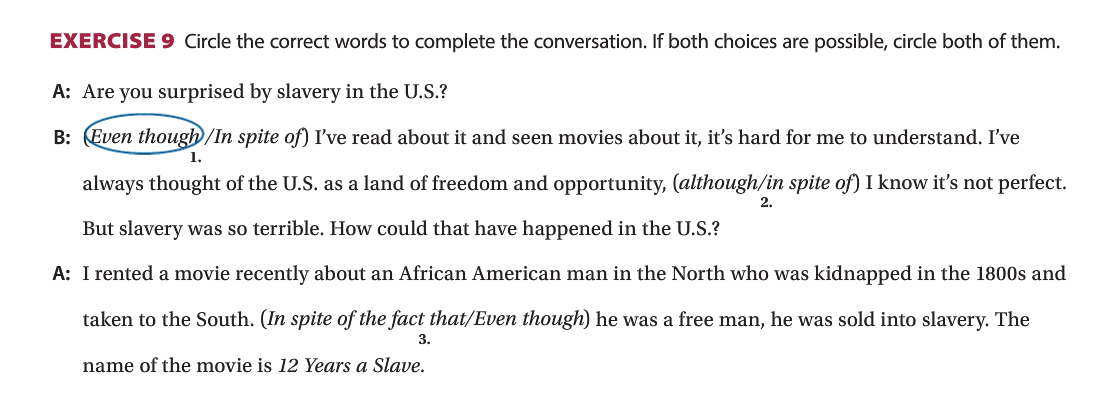 EXERCISE 9 Circle the correct words to complete the conversation. If both choices are possible, circle both of them.
A: Are you surprised by slavery in the U.S.?
B: (Even though/In spite of) I've read about it and seen movies about it, it's hard for me to understand. I've
1.
always thought of the U.S. as a land of freedom and opportunity, (although/in spite of) I know it's not perfect.
2.
But slavery was so terrible. How could that have happened in the U.S.?
A: I rented a movie recently about an African American man in the North who was kidnapped in the 1800s and
taken to the South. (In spite of the fact that/Even though) he was a free man, he was sold into slavery. The
3.
name of the movie is 12 Years a Slave.